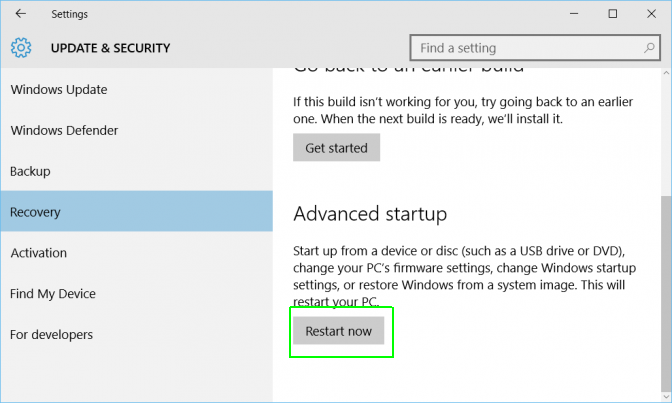 Settings
UPDATE & SECURITY
Find a setting
Windows Update
Windows Defender
Backup
Recovery
Activation
Find My Device
For developers
Go back to an earlier build
If this build isn't working for you, try going back to an earlier
one. When the next build is ready, we'll install it.
Get started
Advanced startup
Start up from a device or disc (such as a USB drive or DVD),
change your PC's firmware settings, change Windows startup
settings, or restore Windows from a system image. This will
restart your PC.
Restart now